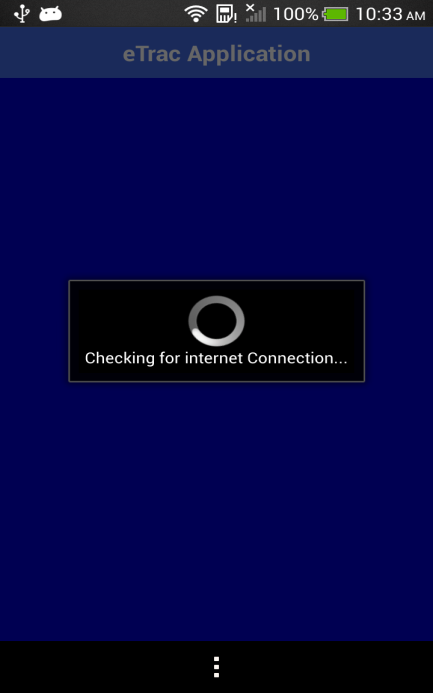 100% 10:33 AM
eTrac Application
Checking for internet Connection...